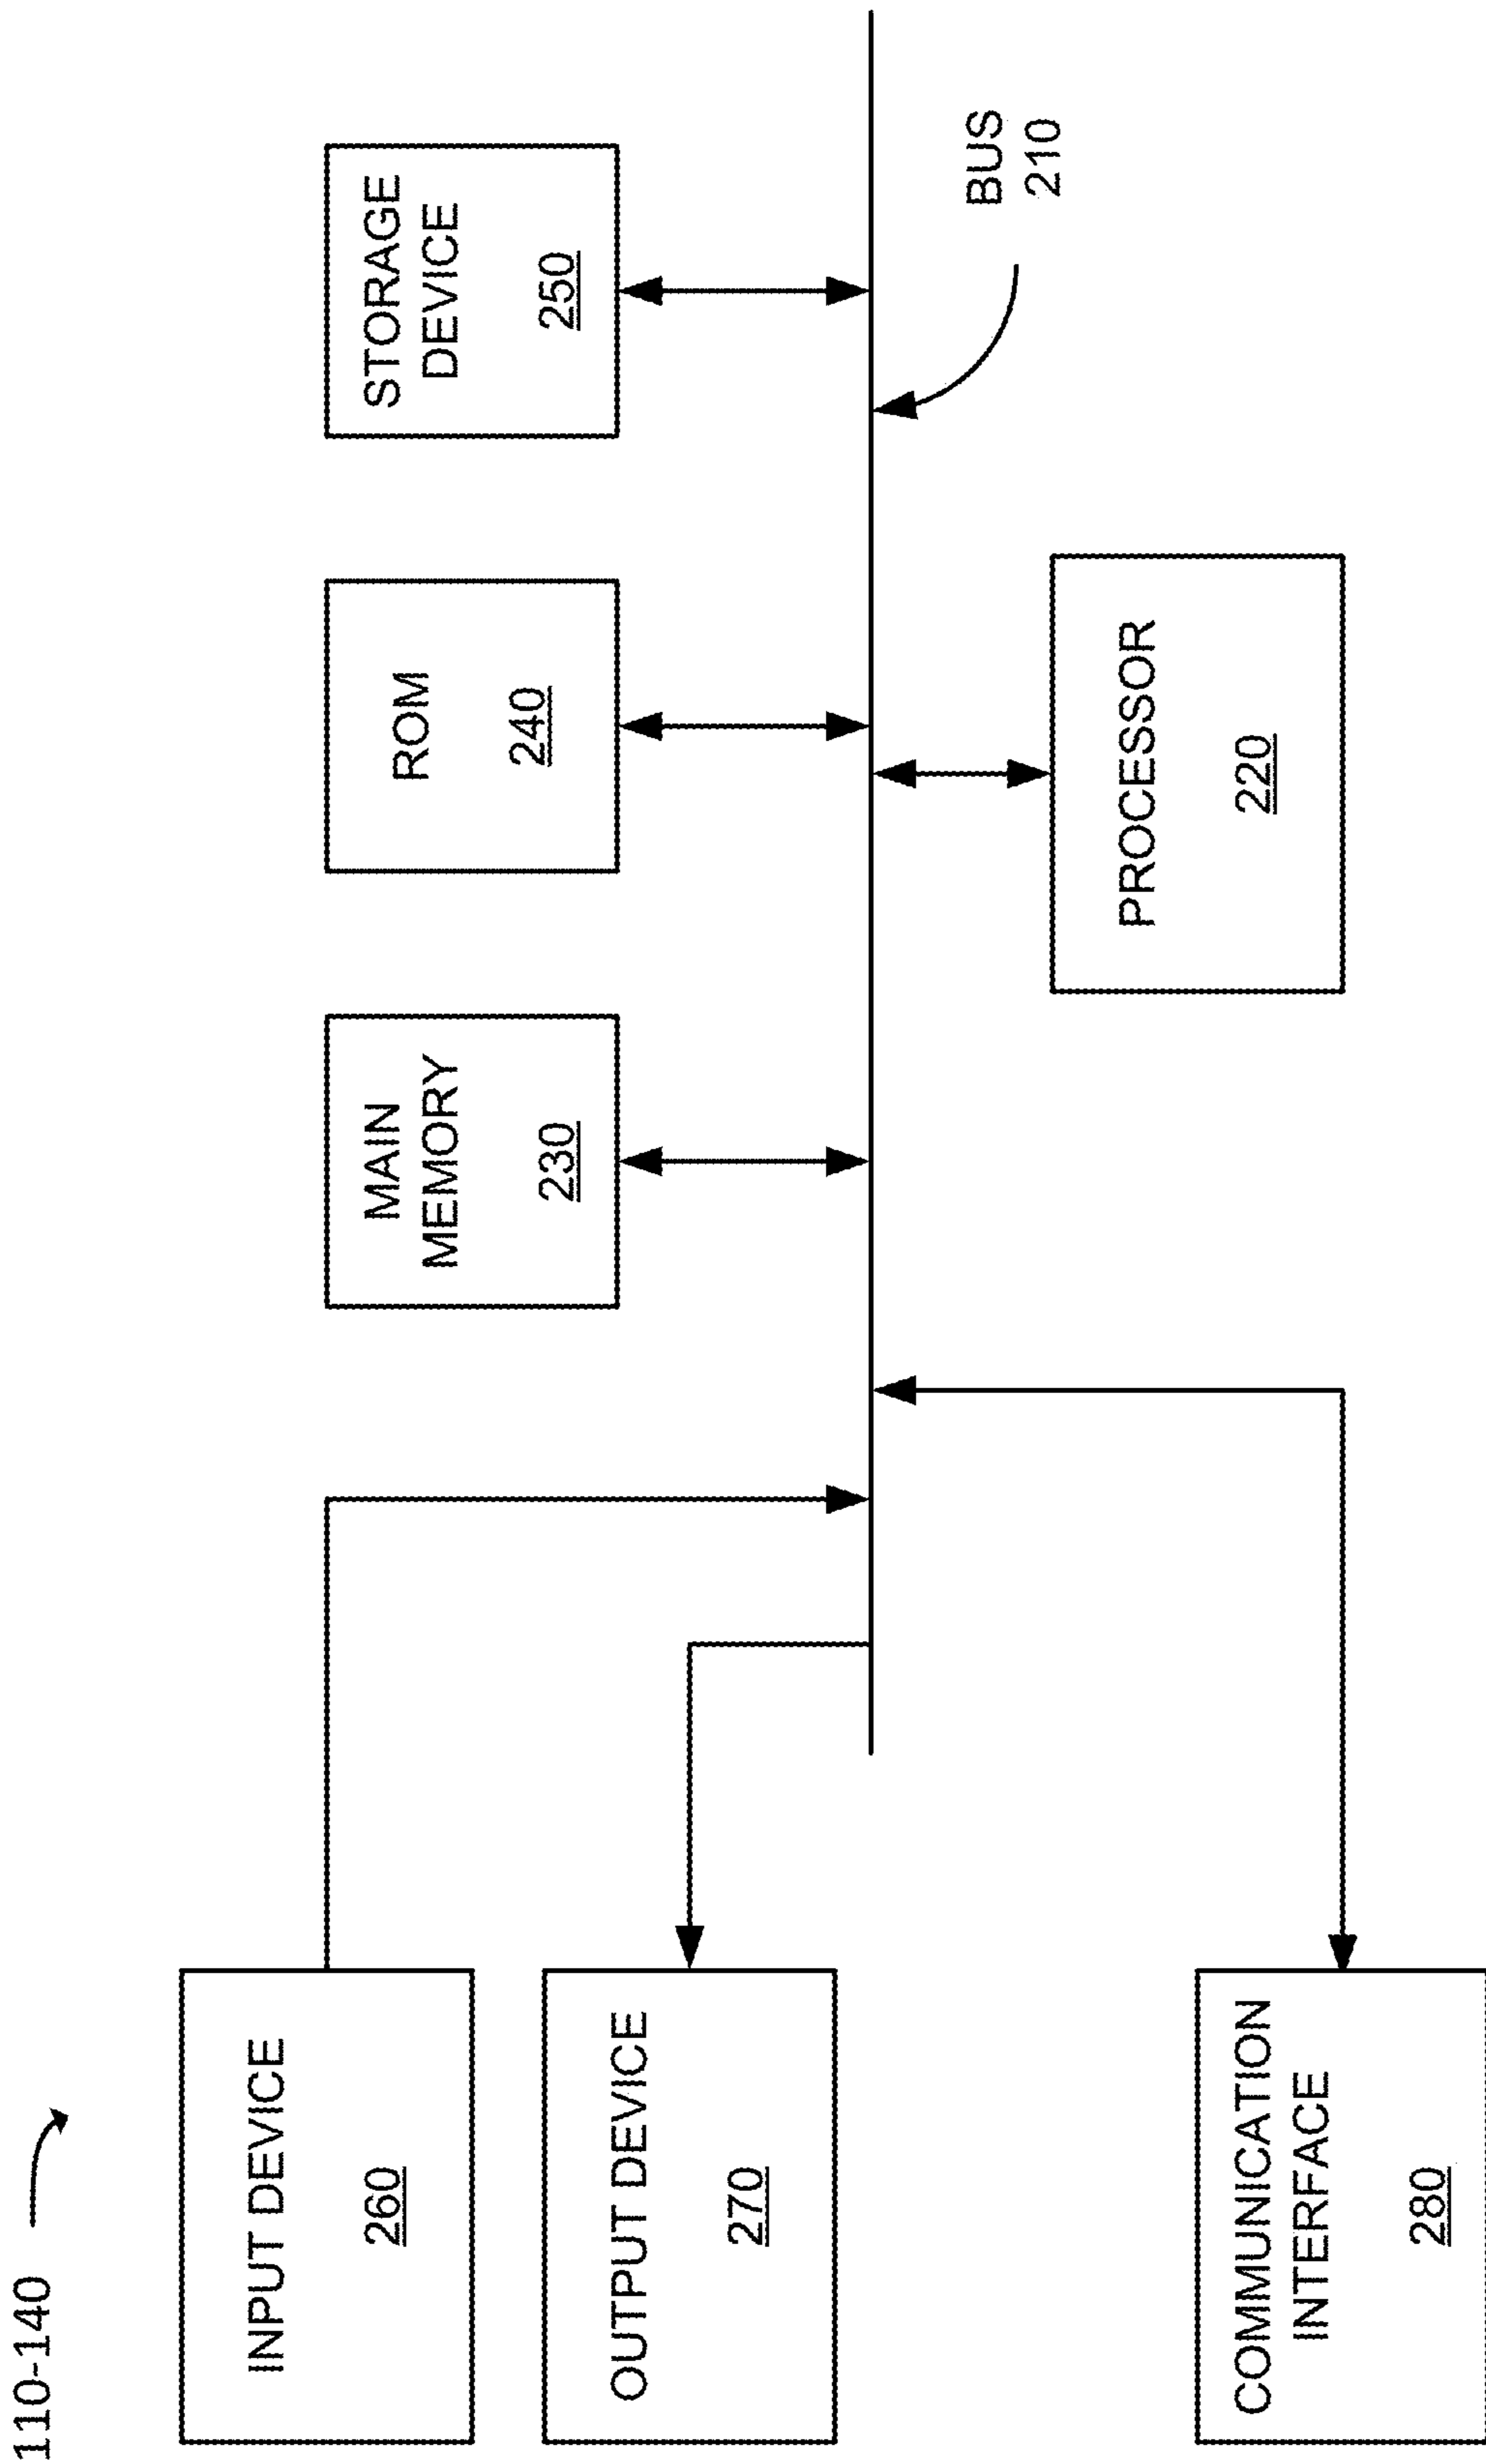 110-140
INPUT DEVICE
260
OUTPUT DEVICE
270
COMMUNICATION
INTERFACE
280
MAIN
MEMORY
230
ROM
240
STORAGE
DEVICE
250
PROCESSOR
220
BUS
210